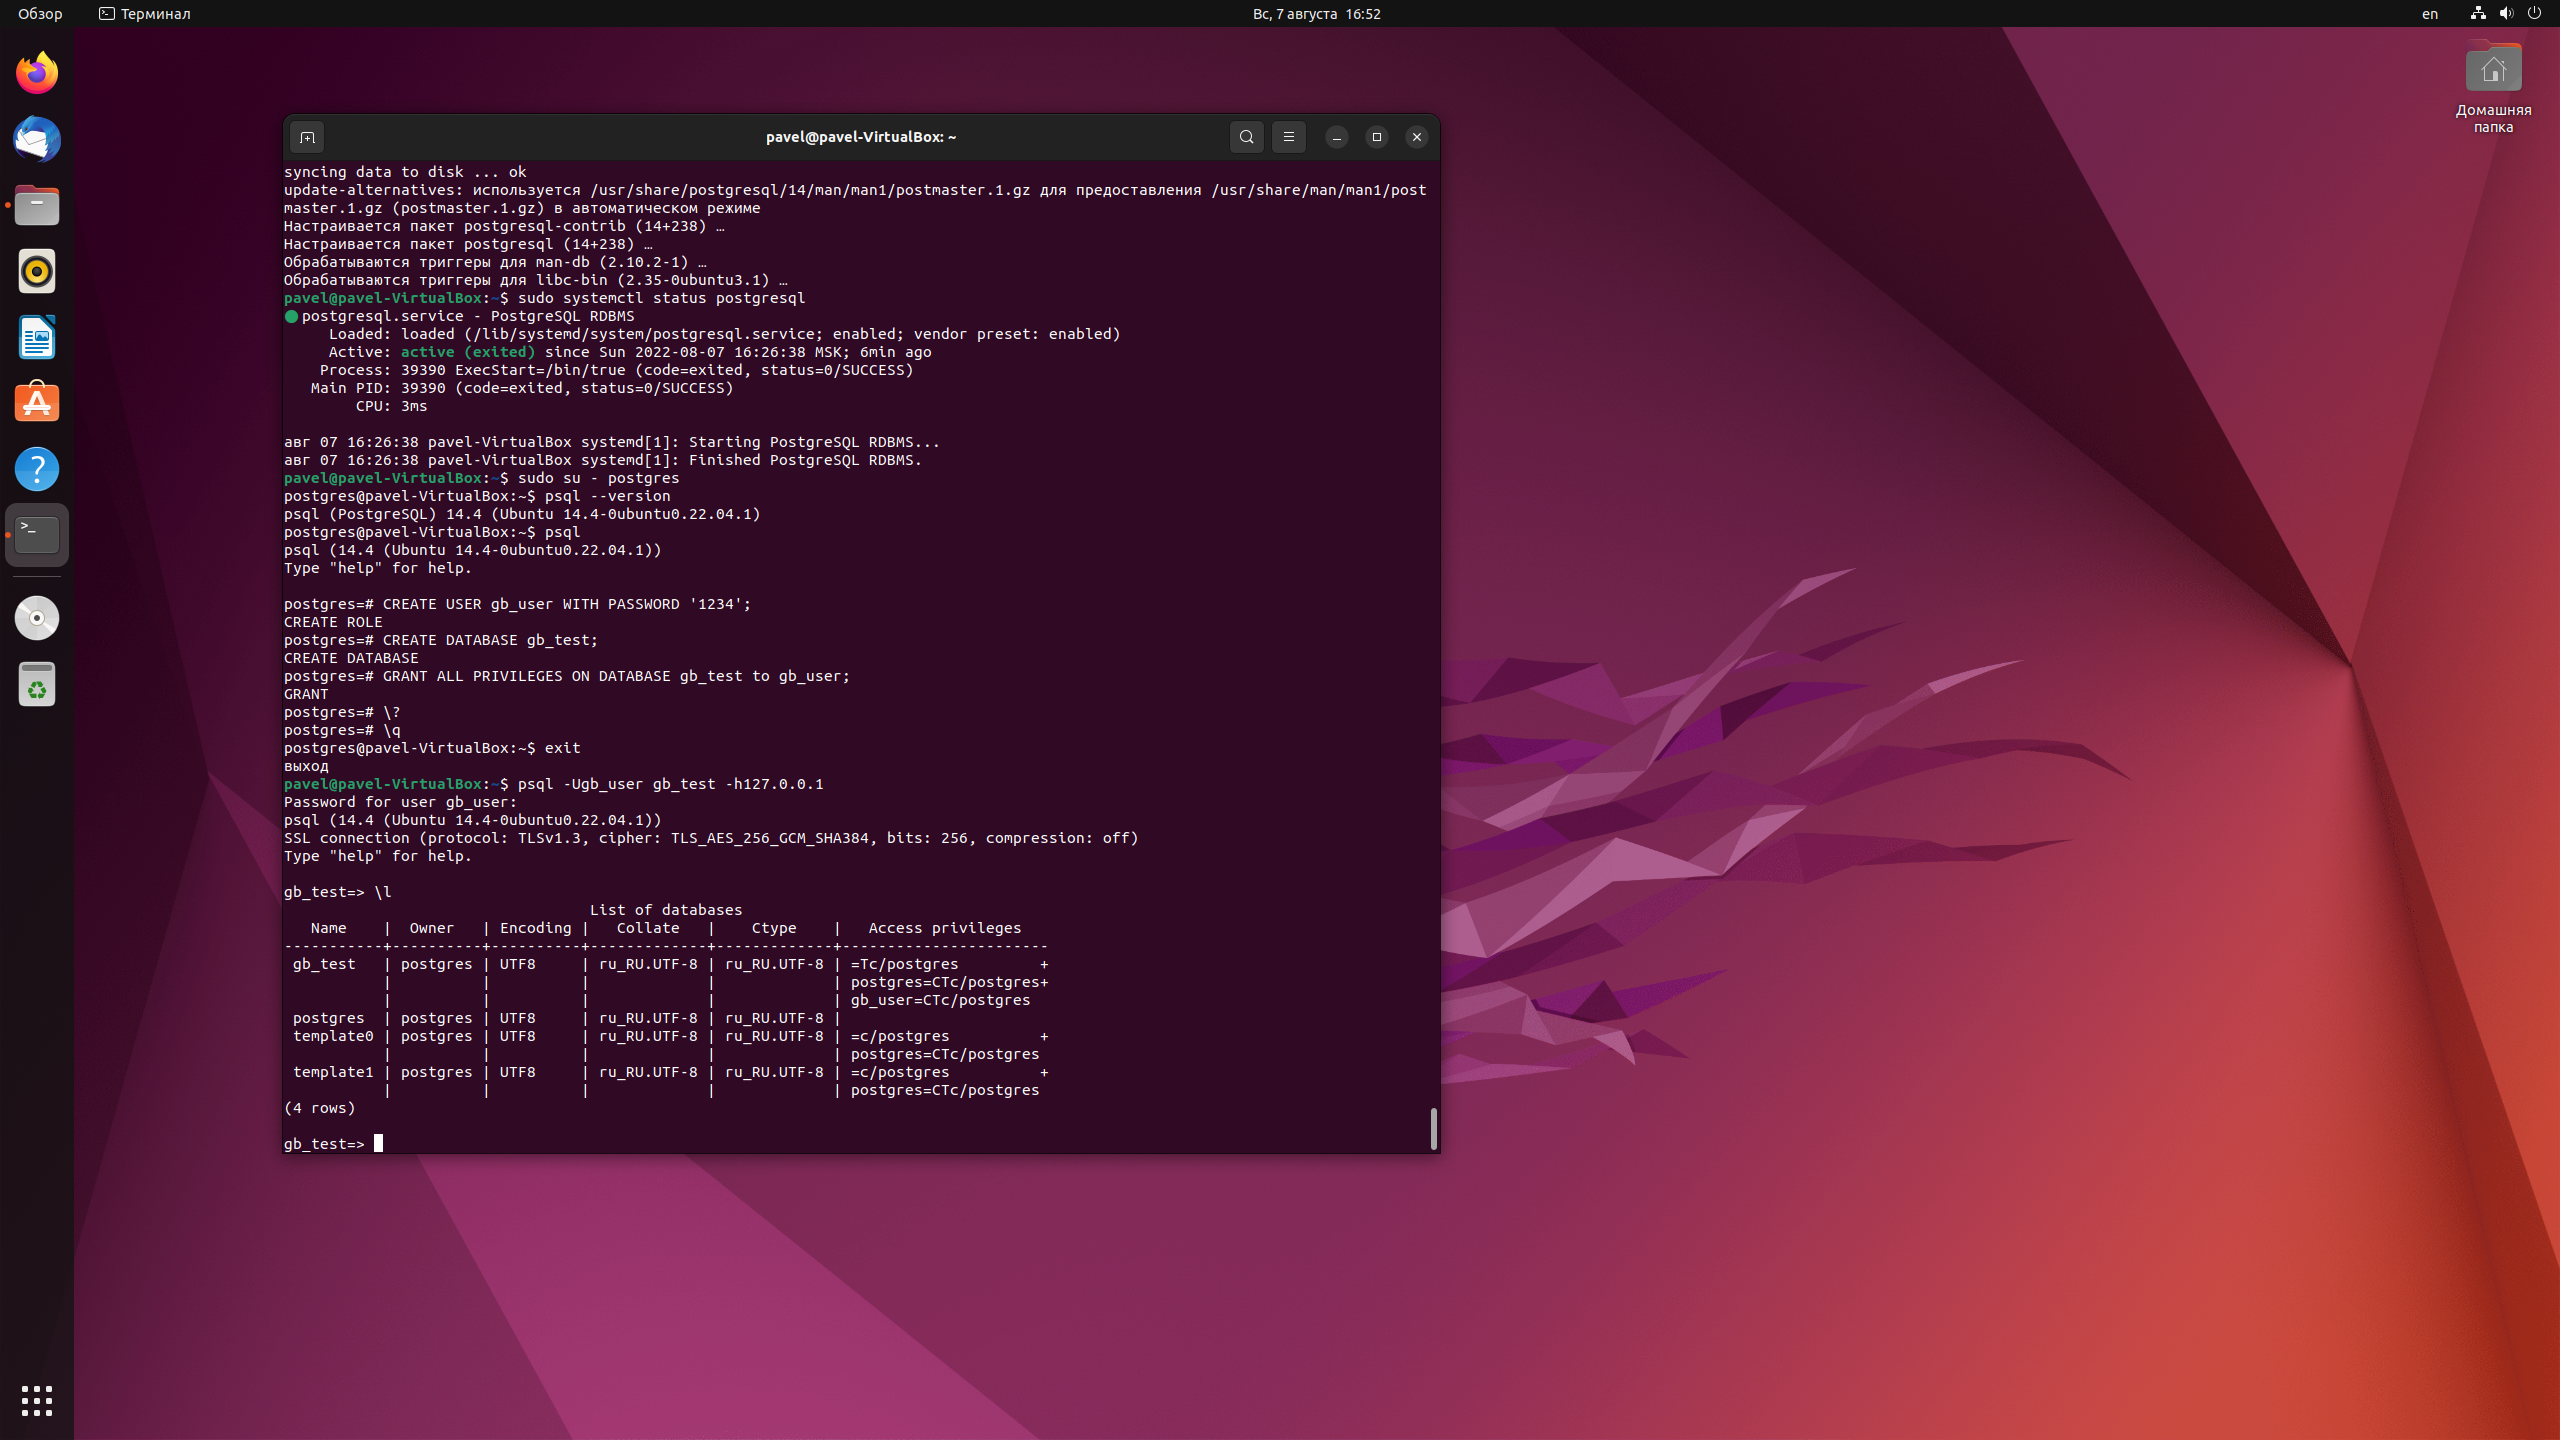 Обзор
Терминал
Вс, 7 августа 16:52
en
Домашняя
папка
pavel@pavel-VirtualBox: ~
syncing data to disk ... ok
update-alternatives: используется /usr/share/postgresql/14/man/man1/postmaster.1.gz для предоставления /usr/share/man/man1/post
master.1.gz (postmaster.1.gz) в автоматическом режиме
Настраивается пакет postgresql-contrib (14+238) …
Настраивается пакет postgresql (14+238) …
Обрабатываются триггеры для man-db (2.10.2-1) …
Обрабатываются триггеры для libc-bin (2.35-0ubuntu3.1) …
pavel@pavel-VirtualBox:~$ sudo systemctl status postgresql
● postgresql.service - PostgreSQL RDBMS
     Loaded: loaded (/lib/systemd/system/postgresql.service; enabled; vendor preset: enabled)
     Active: active (exited) since Sun 2022-08-07 16:26:38 MSK; 6min ago
    Process: 39390 ExecStart=/bin/true (code=exited, status=0/SUCCESS)
   Main PID: 39390 (code=exited, status=0/SUCCESS)
        CPU: 3ms
авг 07 16:26:38 pavel-VirtualBox systemd[1]: Starting PostgreSQL RDBMS...
авг 07 16:26:38 pavel-VirtualBox systemd[1]: Finished PostgreSQL RDBMS.
pavel@pavel-VirtualBox:~$ sudo su - postgres
postgres@pavel-VirtualBox:~$ psql --version
psql (PostgreSQL) 14.4 (Ubuntu 14.4-0ubuntu0.22.04.1)
postgres@pavel-VirtualBox:~$ psql
psql (14.4 (Ubuntu 14.4-0ubuntu0.22.04.1))
Type "help" for help.
postgres=# CREATE USER gb_user WITH PASSWORD '1234';
CREATE ROLE
postgres=# CREATE DATABASE gb_test;
CREATE DATABASE
postgres=# GRANT ALL PRIVILEGES ON DATABASE gb_test to gb_user;
GRANT
postgres=# \?
postgres=# \q
postgres@pavel-VirtualBox:~$ exit
выход
pavel@pavel-VirtualBox:~$ psql -Ugb_user gb_test -h127.0.0.1
Password for user gb_user:
psql (14.4 (Ubuntu 14.4-0ubuntu0.22.04.1))
SSL connection (protocol: TLSv1.3, cipher: TLS_AES_256_GCM_SHA384, bits: 256, compression: off)
Type "help" for help.
gb_test=> \l
                                  List of databases
   Name    |  Owner   | Encoding |   Collate   |    Ctype    |   Access privileges
-----------+----------+----------+-------------+-------------+-----------------------
 gb_test   | postgres | UTF8     | ru_RU.UTF-8 | ru_RU.UTF-8 | =Tc/postgres         +
           |          |          |             |             | postgres=CTc/postgres+
           |          |          |             |             | gb_user=CTc/postgres
 postgres  | postgres | UTF8     | ru_RU.UTF-8 | ru_RU.UTF-8 |
 template0 | postgres | UTF8     | ru_RU.UTF-8 | ru_RU.UTF-8 | =c/postgres          +
           |          |          |             |             | postgres=CTc/postgres
 template1 | postgres | UTF8     | ru_RU.UTF-8 | ru_RU.UTF-8 | =c/postgres          +
           |          |          |             |             | postgres=CTc/postgres
(4 rows)
gb_test=>